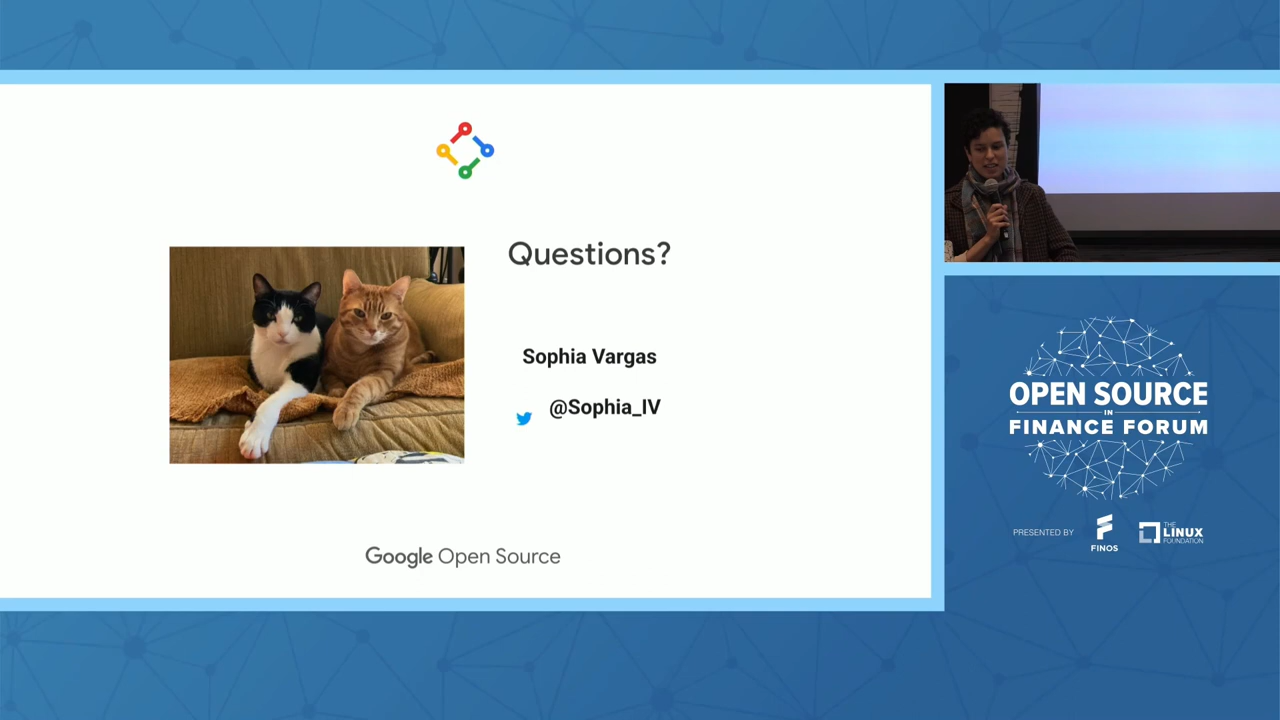 Questions?
Sophia Vargas
@Sophia_IV
Google Open Source
OPEN SOURCE
IN
FINANCE FORUM
PRESENTED BY
FINOS
THE
LINUX
FOUNDATION